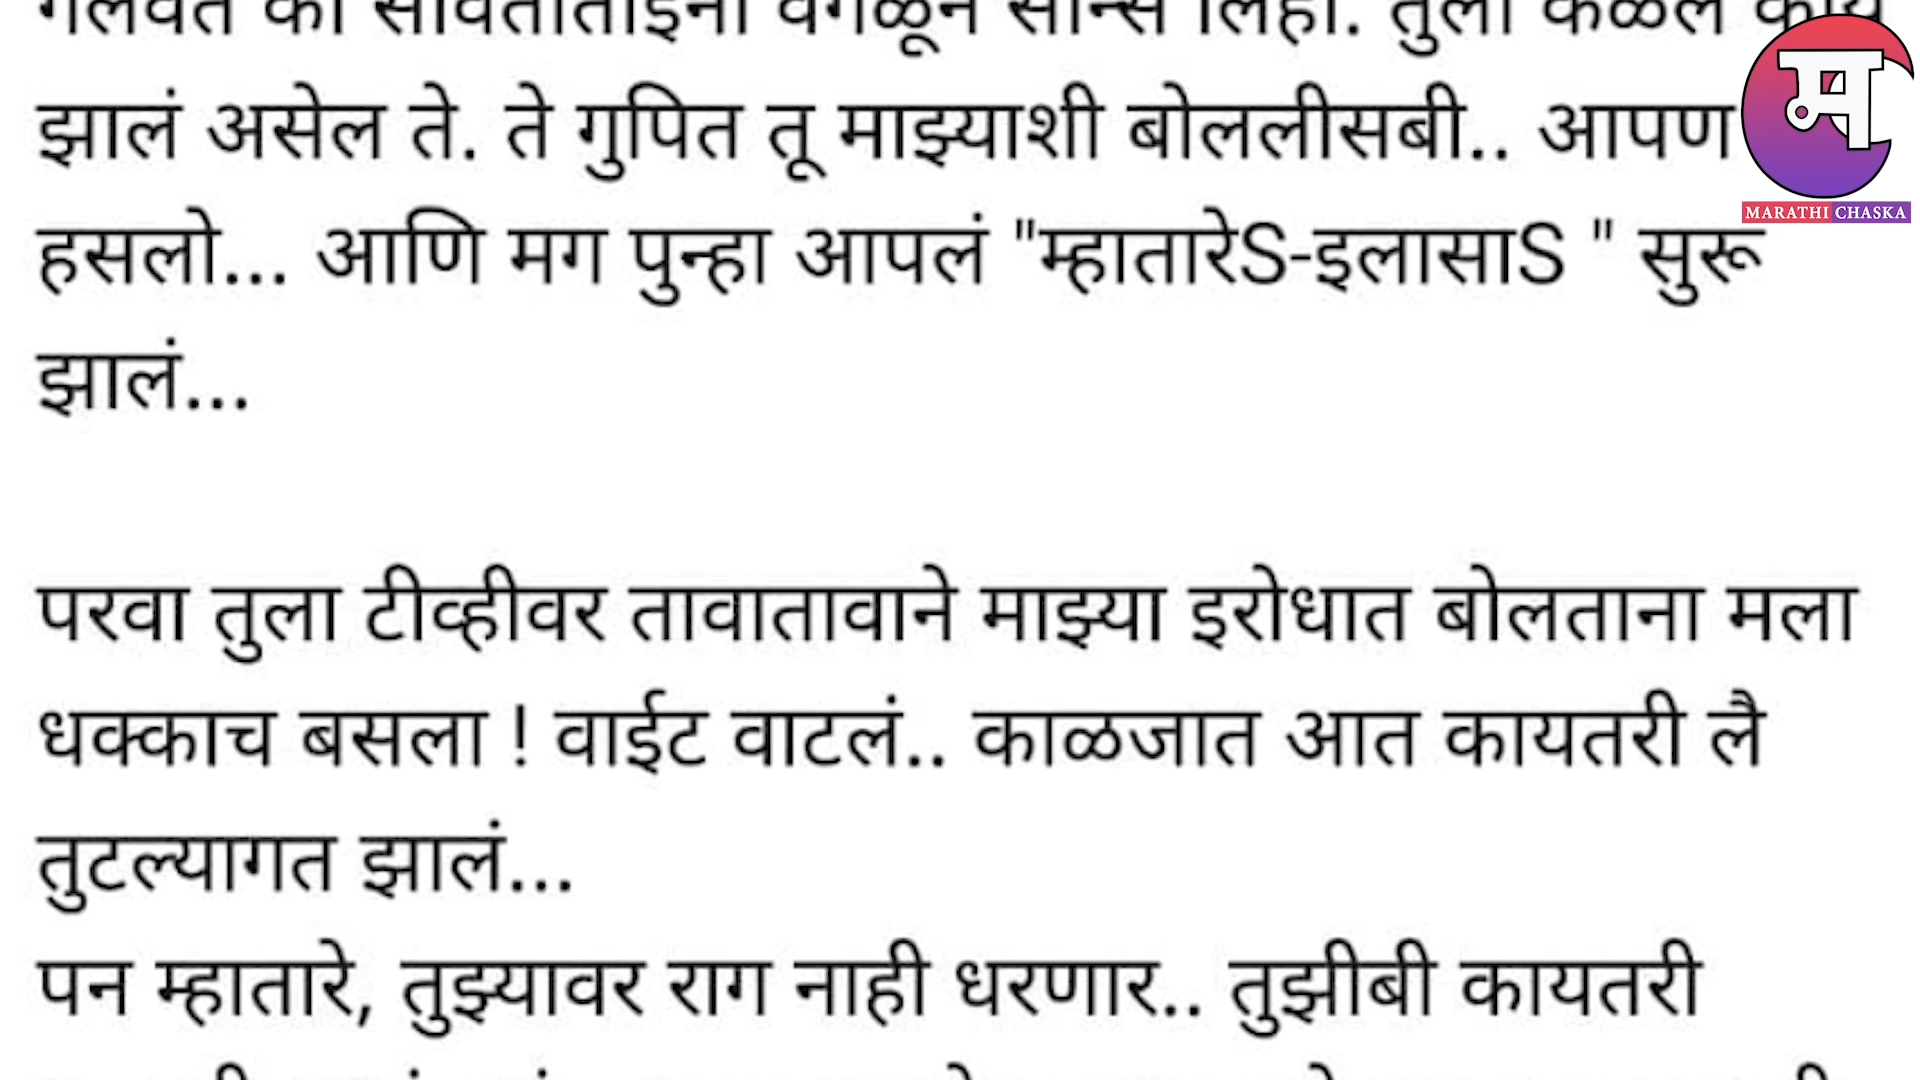 झालं असेल ते. ते गुपित तू माझ्याशी बोललीसबी.. आपण
हसलो... आणि मग पुन्हा आपलं "म्हातारेS-इलासाS " सुरू
झालं...
परवा तुला टीव्हीवर तावातावाने माझ्या इरोधात बोलताना मला
धक्काच बसला ! वाईट वाटलं.. काळजात आत कायतरी लै
तुटल्यागत झालं...
पन म्हातारे, तुझ्यावर राग नाही धरणार.. तुझीबी कायतरी
म
MARATHI CHASKA